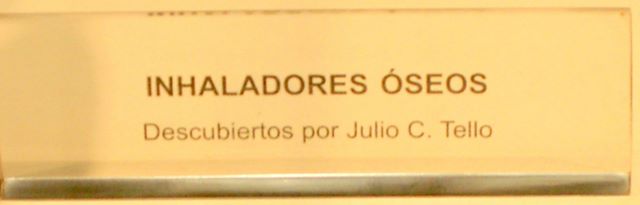 INHALADORES ÓSEOS
Descubiertos por Julio C. Tello